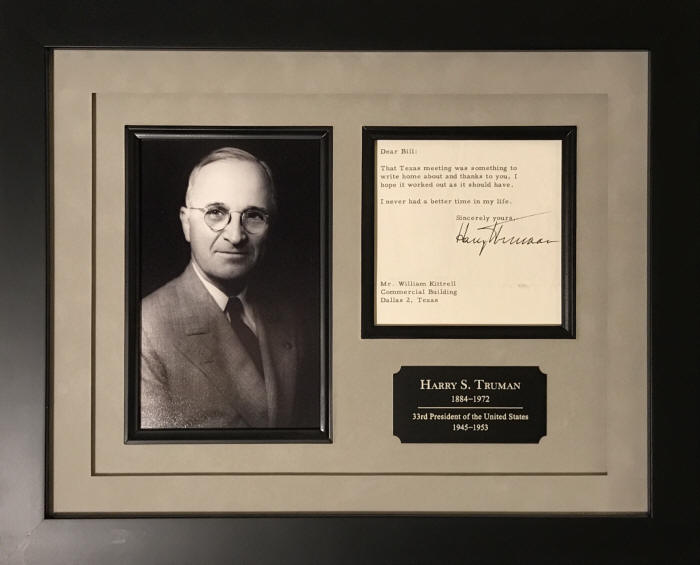 Dear Bill:
That Texas meeting was something to
write home about and thanks to you. I
hope it worked out as it should have.
I never had a better time in my life.
Sincerely yours,
Harry Truman
Mr. William Kittrell
Commercial Building
Dallas 2, Texas
HARRY S. TRUMAN
1884–1972
33rd President of the United States
1945–1953